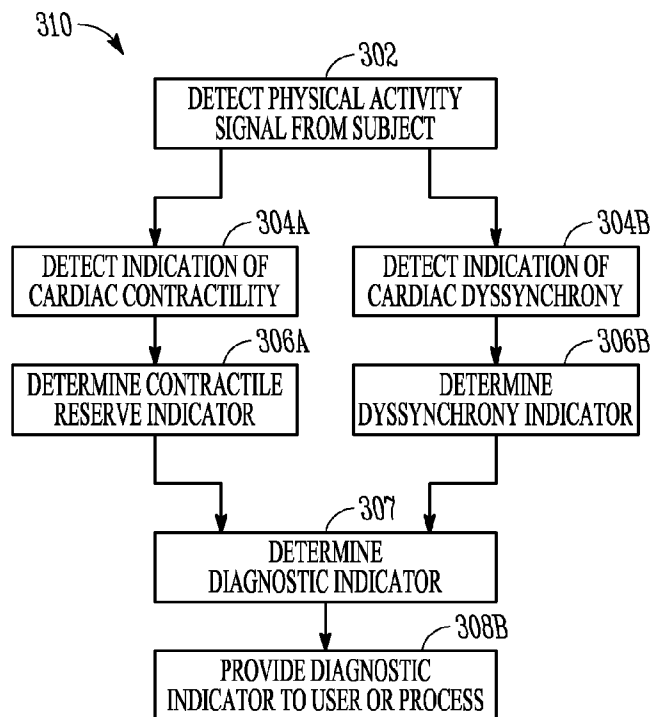 310
302
DETECT PHYSICAL ACTIVITY
SIGNAL FROM SUBJECT
304A
DETECT INDICATION OF
CARDIAC CONTRACTILITY
304B
DETECT INDICATION OF
CARDIAC DYSSYNCHRONY
306A
DETERMINE CONTRACTILE
RESERVE INDICATOR
306B
DETERMINE
DYSSYNCHRONY INDICATOR
307
DETERMINE
DIAGNOSTIC INDICATOR
308B
PROVIDE DIAGNOSTIC
INDICATOR TO USER OR PROCESS